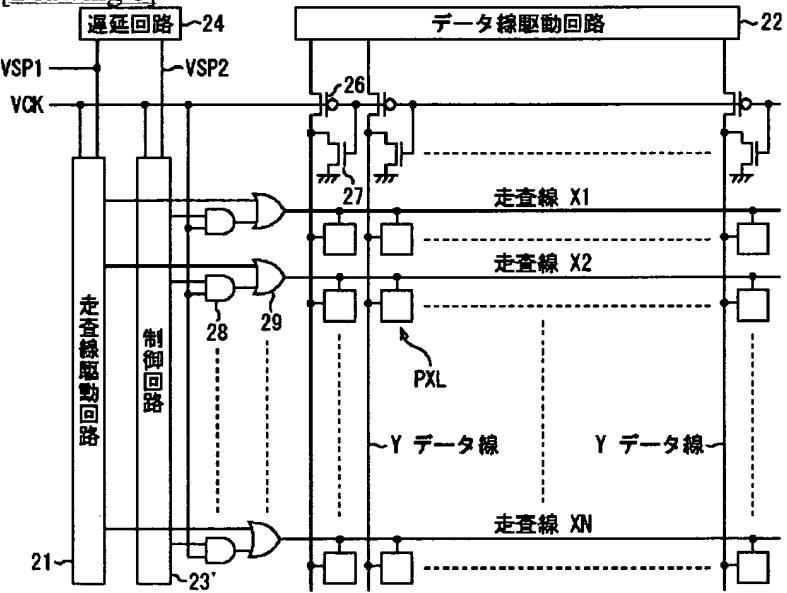 遅延回路
24
データ線駆動回路
22
VSP1
VSP2
VCK
26
27
走査線 X1
走査線 X2
28
29
PXL
走査線駆動回路
制御回路
Y データ線
Y データ線
走査線 XN
21
23'